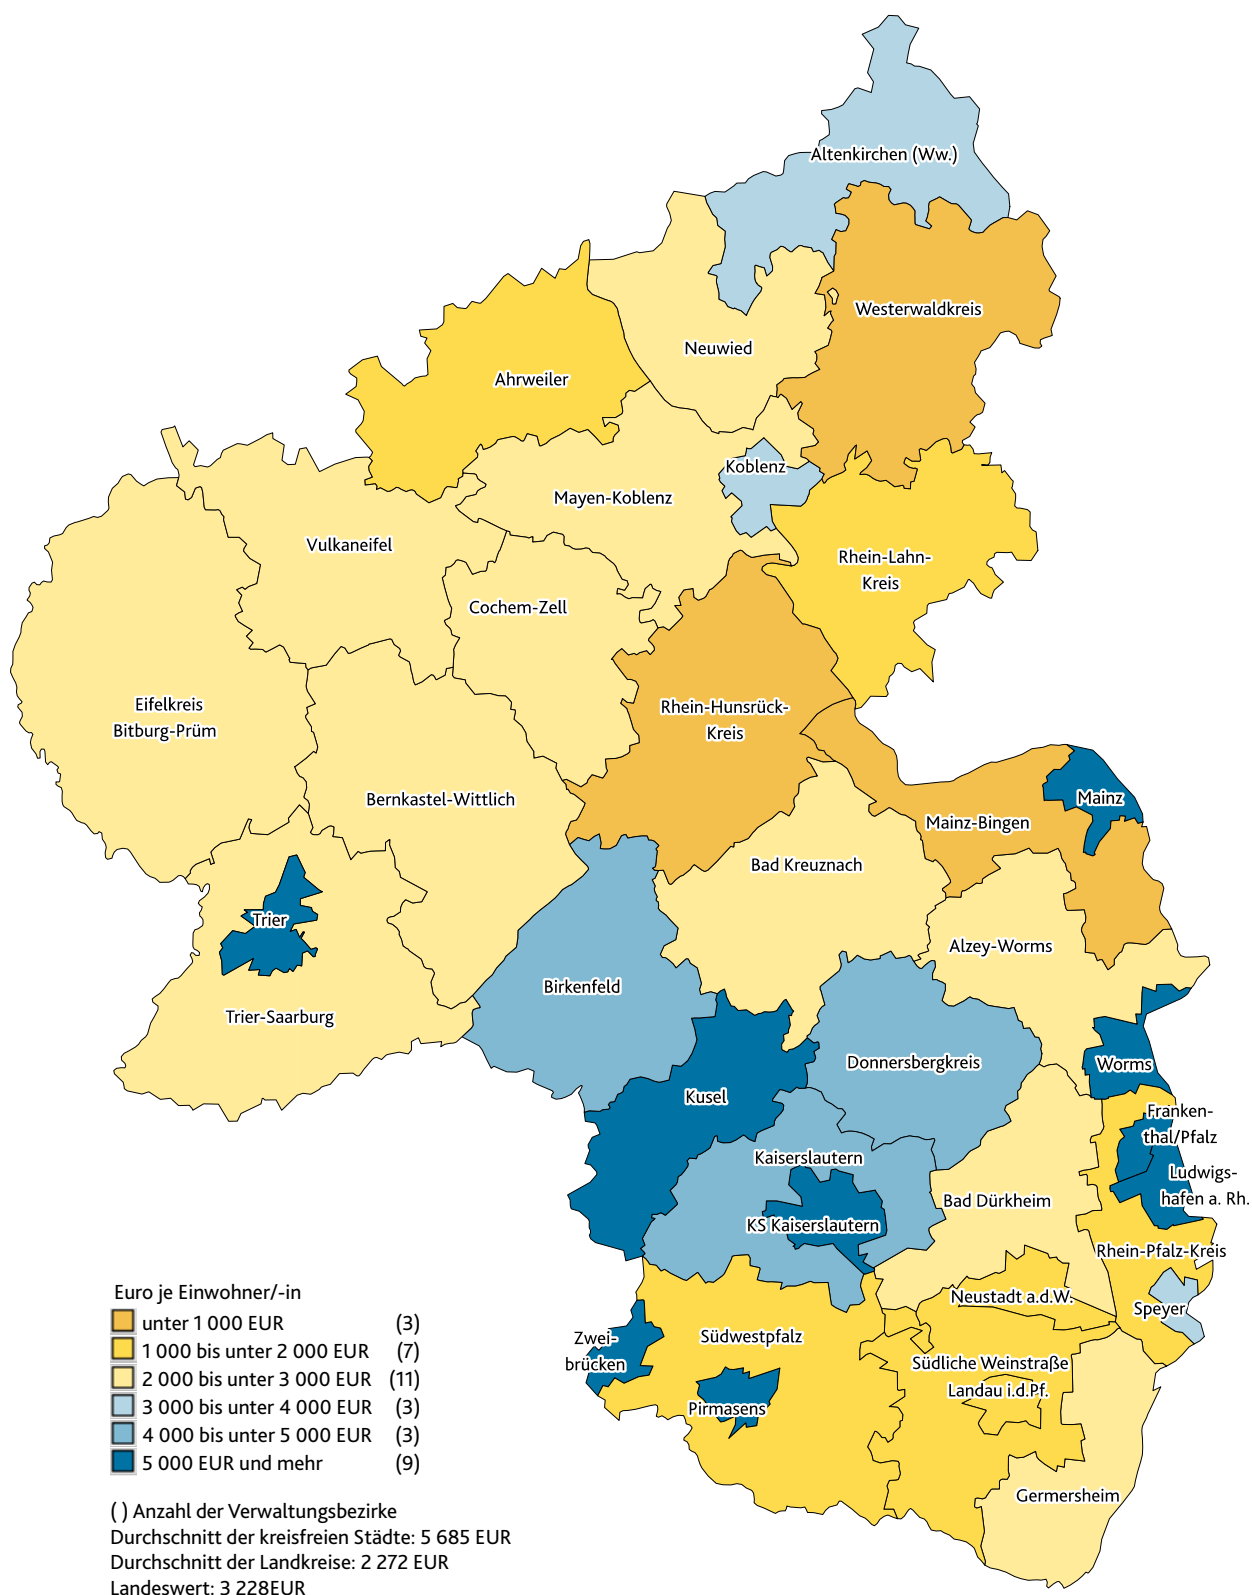 Altenkirchen (Ww.)
Westerwaldkreis
Neuwied
Ahrweiler
Koblenz
Mayen-Koblenz
Vulkaneifel
Rhein-Lahn-
Kreis
Cochem-Zell
Eifelkreis
Bitburg-Prüm
Rhein-Hunsrück-
Kreis
Bernkastel-Wittlich
Mainz
Mainz-Bingen
Bad Kreuznach
Trier
Alzey-Worms
Birkenfeld
Trier-Saarburg
Donnersbergkreis
Worms
Kusel
Franken-
thal/Pfalz
Kaiserslautern
Ludwigs-
hafen a. Rh.
Bad Dürkheim
KS Kaiserslautern
Rhein-Pfalz-Kreis
Neustadt a.d.W.
Speyer
Zwei-
brücken
Südwestpfalz
Südliche Weinstraße
Landau i.d.Pf.
Pirmasens
Germersheim
Euro je Einwohner/-in
unter 1 000 EUR (3)
1 000 bis unter 2 000 EUR (7)
2 000 bis unter 3 000 EUR (11)
3 000 bis unter 4 000 EUR (3)
4 000 bis unter 5 000 EUR (3)
5 000 EUR und mehr (9)
( ) Anzahl der Verwaltungsbezirke
Durchschnitt der kreisfreien Städte: 5 685 EUR
Durchschnitt der Landkreise: 2 272 EUR
Landeswert: 3 228EUR